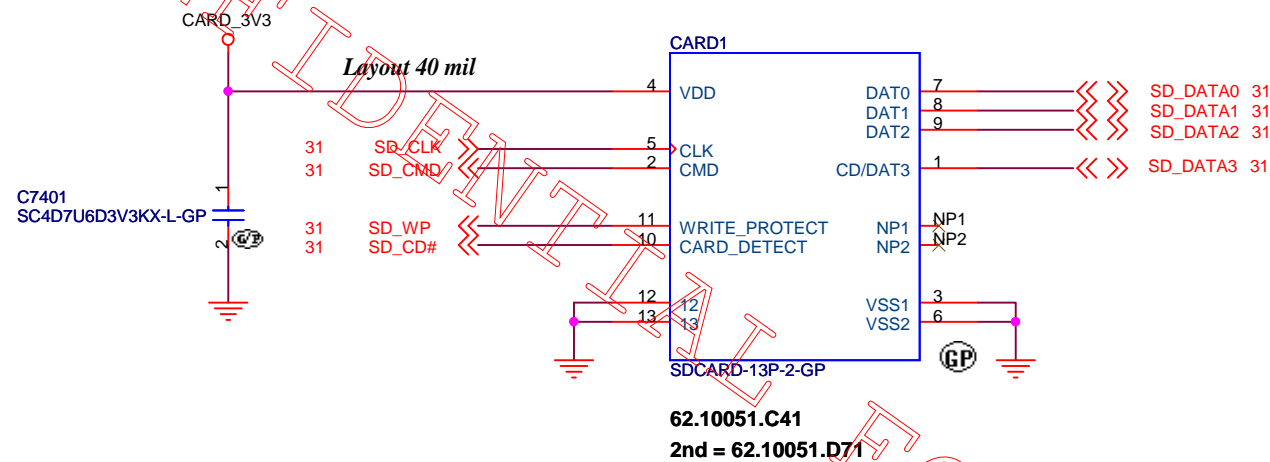 CARD_3V3
Layout 40 mil
CARD1
4 VDD
DAT0 7 SD_DATA0 31
DAT1 8 SD_DATA1 31
DAT2 9 SD_DATA2 31
31 SD_CLK 5 CLK
31 SD_CMD 2 CMD
CD/DAT3 1 SD_DATA3 31
C7401
SC4D7U6D3V3KX-L-GP
1
2
G/P
31 SD_WP 11 WRITE_PROTECT
31 SD_CD# 10 CARD_DETECT
NP1 NP1
NP2 NP2
12 12
13 13
VSS1 3
VSS2 6
GP
SDCARD-13P-2-GP
62.10051.C41
2nd = 62.10051.D71
IDENTIAL